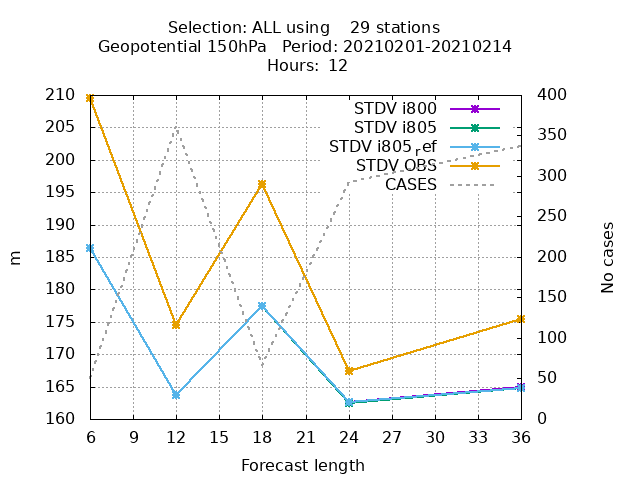 Selection: ALL using    29 stations
Geopotential 150hPa   Period: 20210201-20210214
Hours:  12
STDV i800
STDV i805
STDV i805ref
STDV OBS
CASES
210
205
200
195
190
185
180
175
170
165
160
m
400
350
300
250
200
150
100
50
0
No cases
6 9 12 15 18 21 24 27 30 33 36
Forecast length